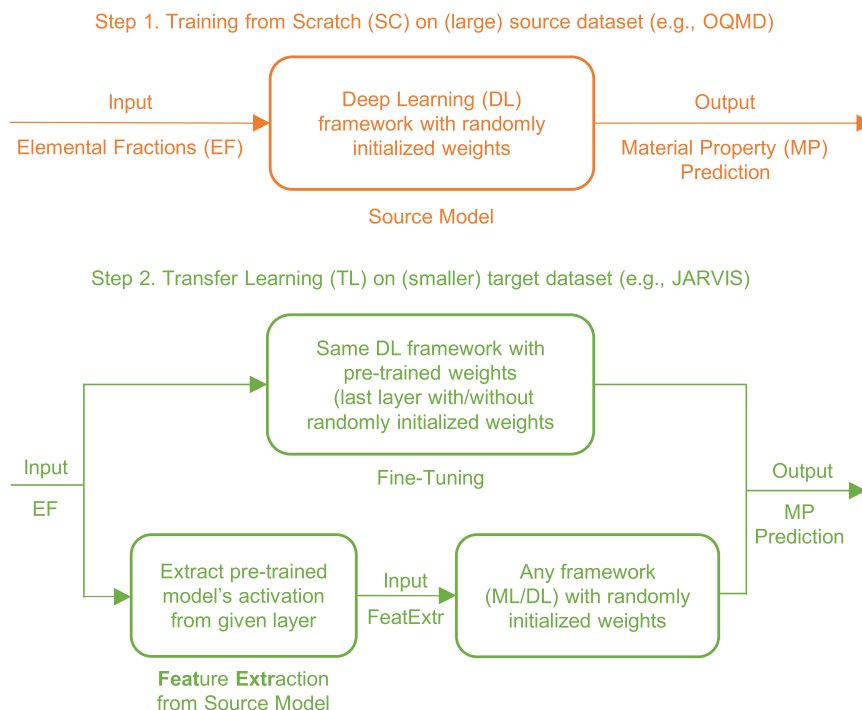 Step 1. Training from Scratch (SC) on (large) source dataset (e.g., OQMD)
Input
Elemental Fractions (EF)
Deep Learning (DL)
framework with randomly
initialized weights
Output
Material Property (MP)
Prediction
Source Model
Step 2. Transfer Learning (TL) on (smaller) target dataset (e.g., JARVIS)
Same DL framework with
pre-trained weights
(last layer with/without
randomly initialized weights
Fine-Tuning
Input
EF
Output
MP
Prediction
Extract pre-trained
model's activation
from given layer
Input
FeatExtr
Any framework
(ML/DL) with randomly
initialized weights
Feature Extraction
from Source Model